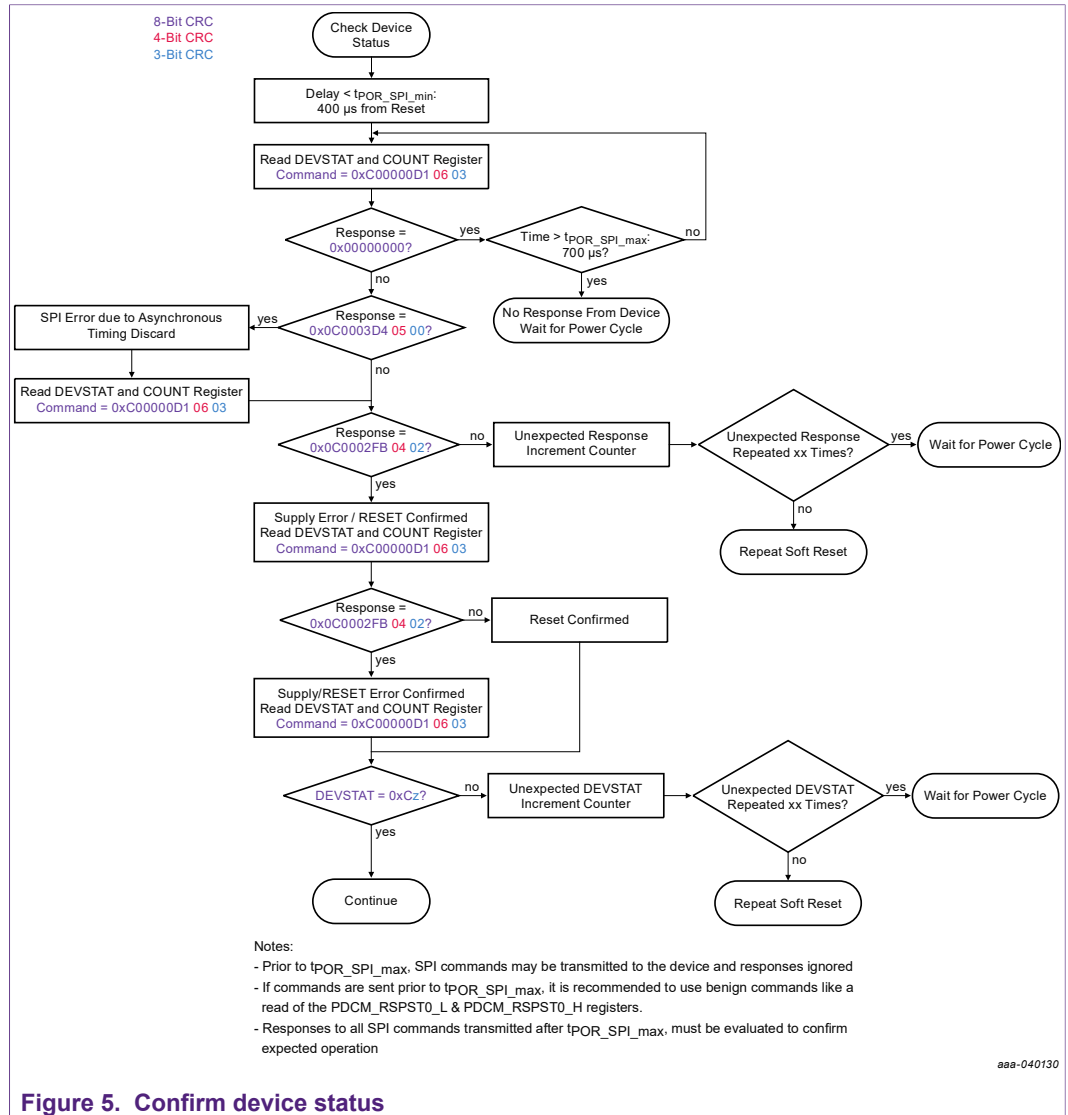 8-Bit CRC
4-Bit CRC
3-Bit CRC
Check Device
Status
Delay < tPOR_SPI_min:
400 µs from Reset
Read DEVSTAT and COUNT Register
Command = 0xC00000D1 06 03
Response =
0x00000000?
yes
Time > tPOR_SPI_max:
700 µs?
no
yes
No Response From Device
Wait for Power Cycle
no
Response =
0x0C0003D4 05 00?
yes
SPI Error due to Asynchronous
Timing Discard
Read DEVSTAT and COUNT Register
Command = 0xC00000D1 06 03
no
Response =
0x0C0002FB 04 02?
no
Unexpected Response
Increment Counter
Unexpected Response
Repeated xx Times?
yes
Wait for Power Cycle
no
Repeat Soft Reset
yes
Supply Error / RESET Confirmed
Read DEVSTAT and COUNT Register
Command = 0xC00000D1 06 03
Response =
0x0C0002FB 04 02?
no
Reset Confirmed
yes
Supply/RESET Error Confirmed
Read DEVSTAT and COUNT Register
Command = 0xC00000D1 06 03
DEVSTAT = 0xCz?
no
Unexpected DEVSTAT
Increment Counter
Unexpected DEVSTAT
Repeated xx Times?
yes
Wait for Power Cycle
no
Repeat Soft Reset
yes
Continue
Notes:
- Prior to tPOR_SPI_max, SPI commands may be transmitted to the device and responses ignored
- If commands are sent prior to tPOR_SPI_max, it is recommended to use benign commands like a
read of the PDCM_RSPST0_L & PDCM_RSPST0_H registers.
- Responses to all SPI commands transmitted after tPOR_SPI_max, must be evaluated to confirm
expected operation
aaa-040130
Figure 5. Confirm device status